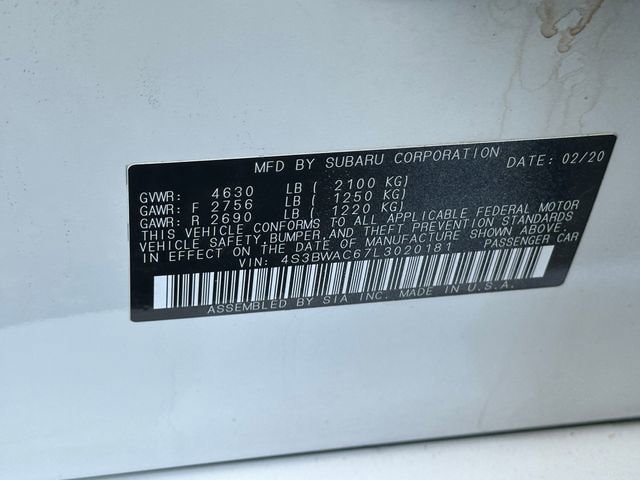 MFD BY SUBARU CORPORATION DATE: 02/20
GVWR: 4630 LB ( 2100 KG)
GAWR: F 2756 LB ( 1250 KG)
GAWR: R 2690 LB ( 1220 KG)
THIS VEHICLE CONFORMS TO ALL APPLICABLE FEDERAL MOTOR
VEHICLE SAFETY,BUMPER,AND THEFT PREVENTION STANDARDS
IN EFFECT ON THE DATE OF MANUFACTURE SHOWN ABOVE.
VIN: 4S3BWAC67L3020181 PASSENGER CAR
ASSEMBLED BY SIA INC. MADE IN U.S.A.